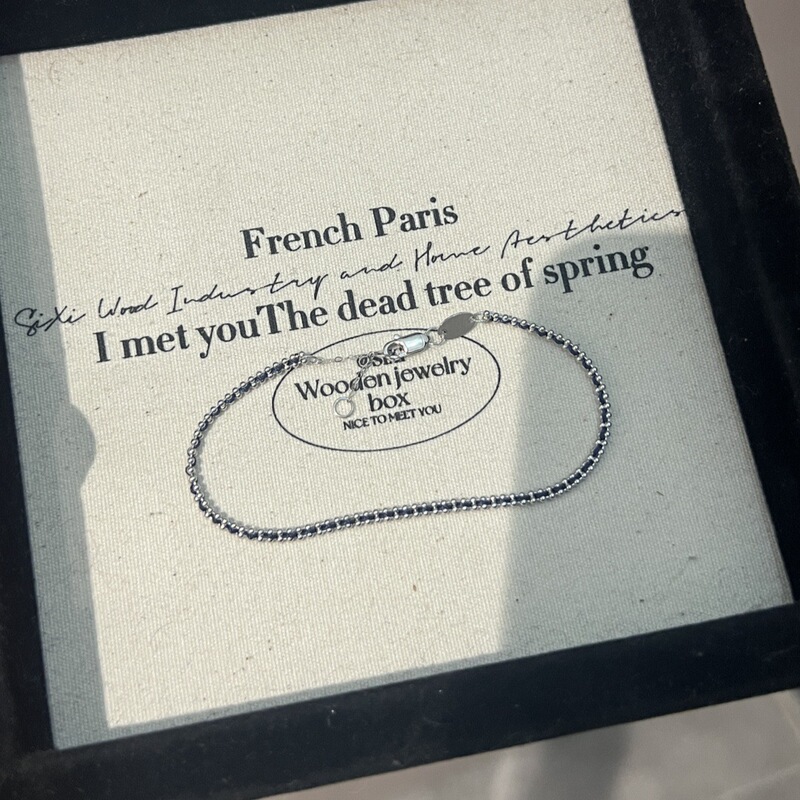 French Paris
SiXi Wood Industry and Home Aesthetics
I met youThe dead tree of spring
Wooden jewelry
box
NICE TO MEET YOU